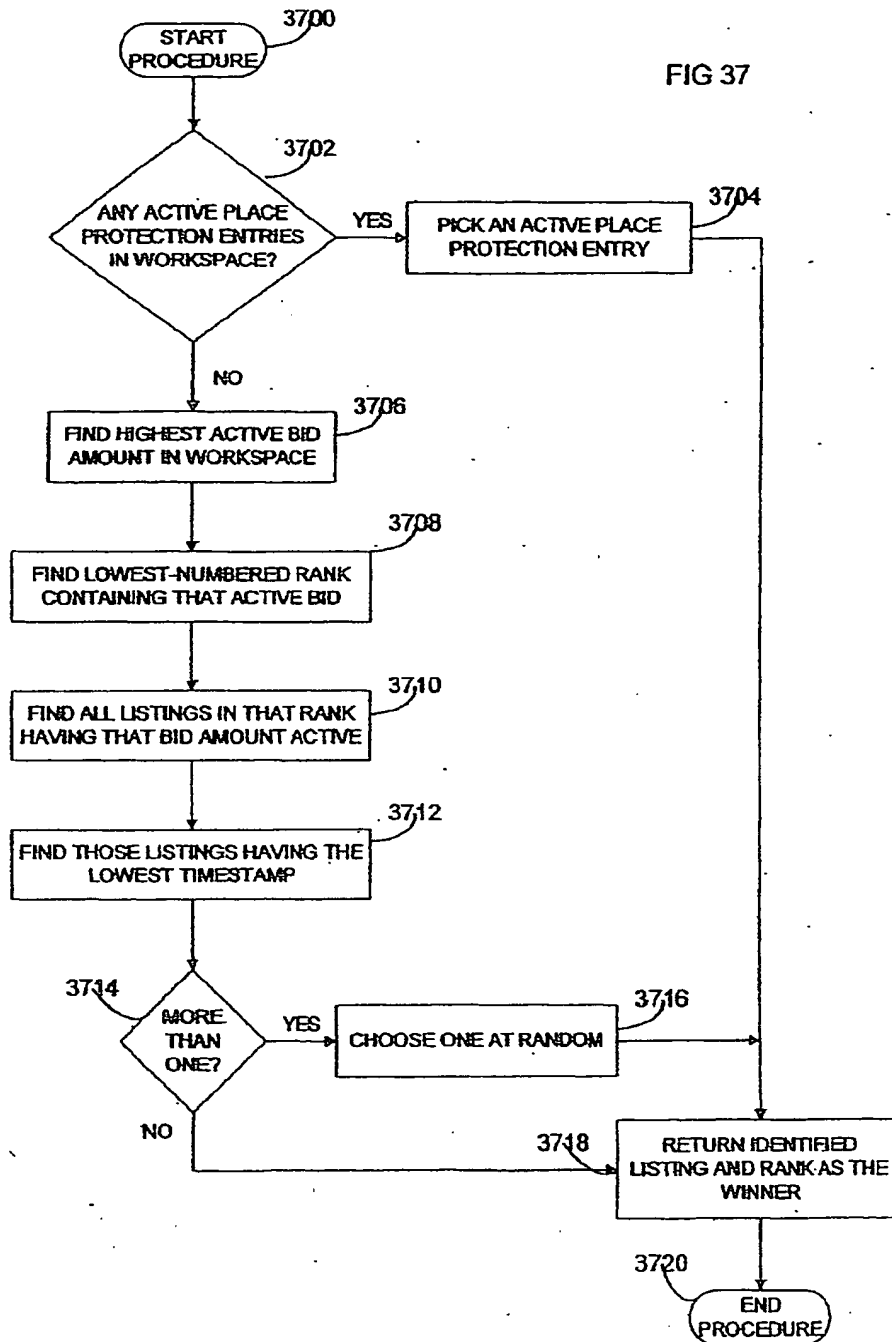 3700
START
PROCEDURE
FIG 37
3702
ANY ACTIVE PLACE
PROTECTION ENTRIES
IN WORKSPACE?
YES
3704
PICK AN ACTIVE PLACE
PROTECTION ENTRY
NO
3706
FIND HIGHEST ACTIVE BID
AMOUNT IN WORKSPACE
3708
FIND LOWEST-NUMBERED RANK
CONTAINING THAT ACTIVE BID
3710
FIND ALL LISTINGS IN THAT RANK
HAVING THAT BID AMOUNT ACTIVE
3712
FIND THOSE LISTINGS HAVING THE
LOWEST TIMESTAMP
3714
MORE
THAN
ONE?
YES
3716
CHOOSE ONE AT RANDOM
NO
3718
RETURN IDENTIFIED
LISTING AND RANK AS THE
WINNER
3720
END
PROCEDURE